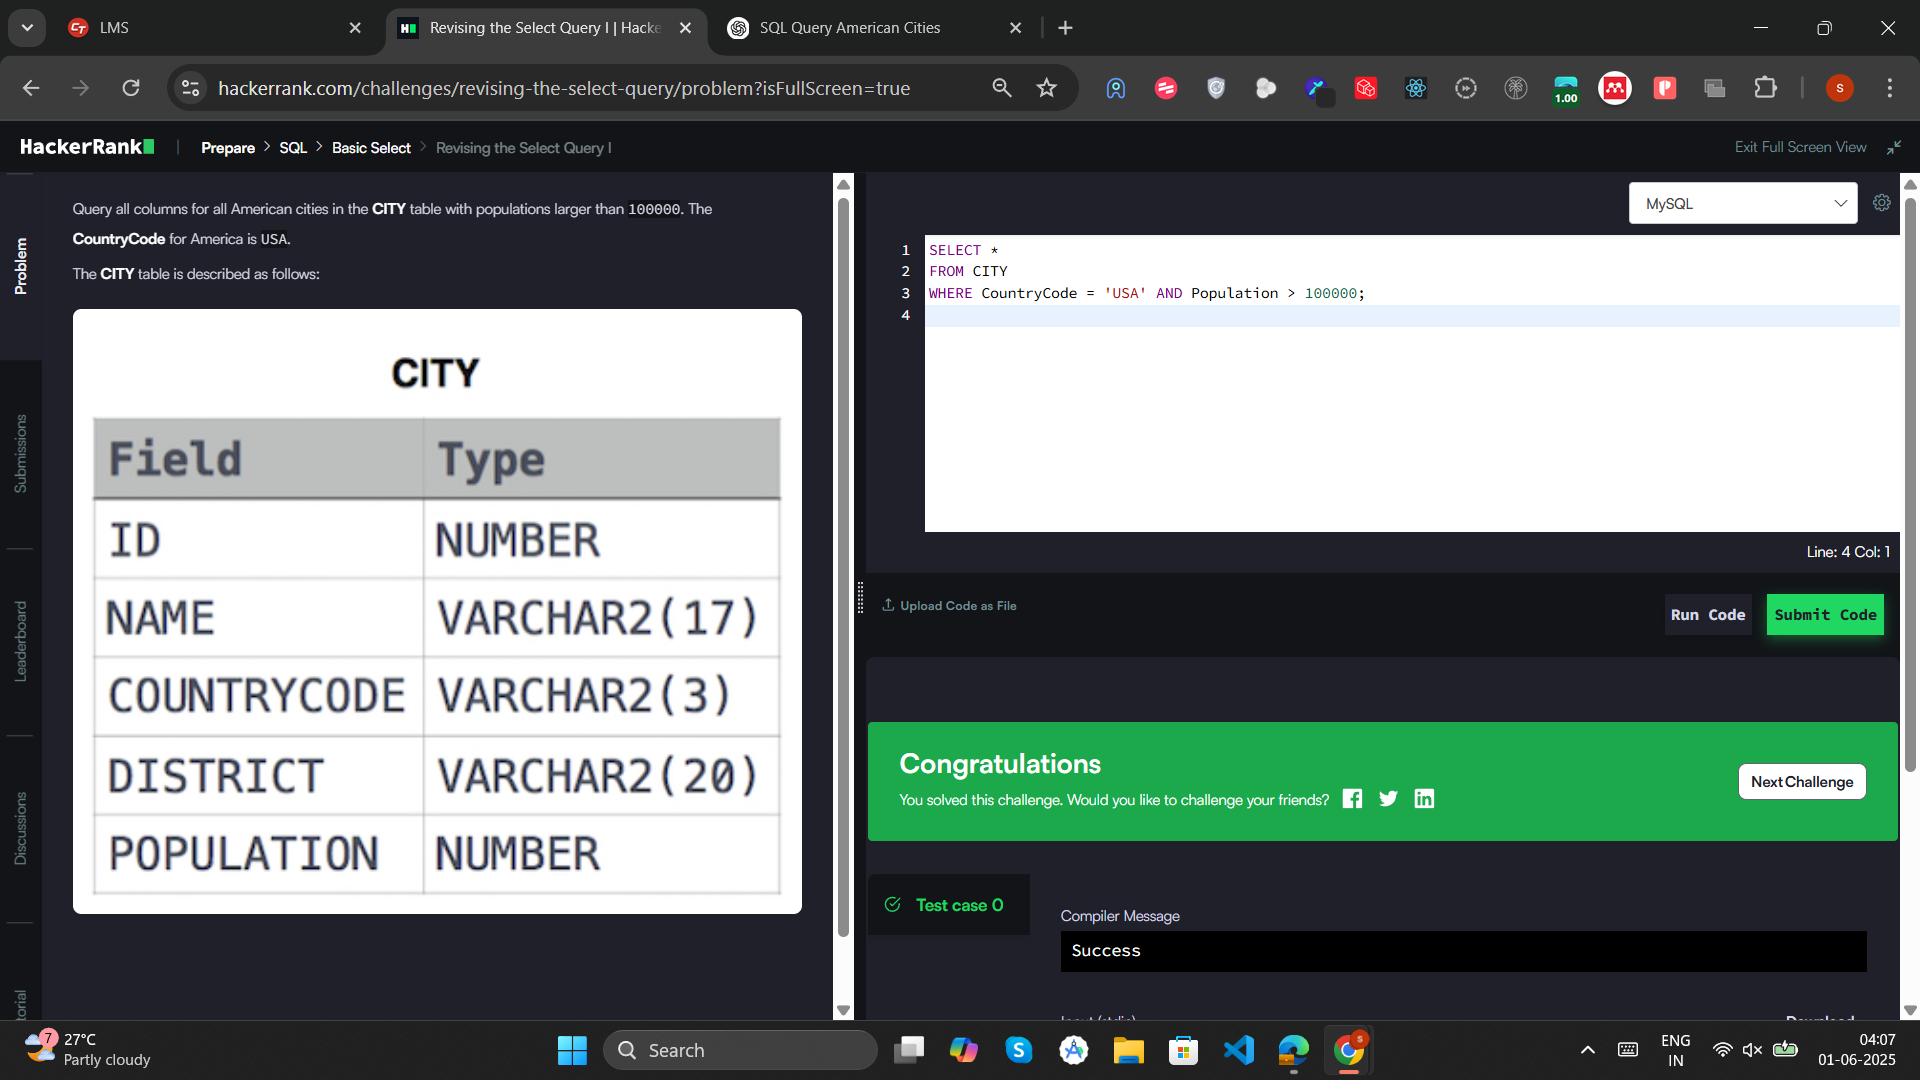 LMS
Revising the Select Query I | Hacke
SQL Query American Cities
hackerrank.com/challenges/revising-the-select-query/problem?isFullScreen=true
1.00
S
HackerRank
Prepare > SQL > Basic Select > Revising the Select Query I
Exit Full Screen View
Problem
Submissions
Leaderboard
Discussions
torial
Query all columns for all American cities in the CITY table with populations larger than 100000. The
CountryCode for America is USA.
The CITY table is described as follows:
CITY
Field Type
ID NUMBER
NAME VARCHAR2(17)
COUNTRYCODE VARCHAR2(3)
DISTRICT VARCHAR2(20)
POPULATION NUMBER
MySQL
1 SELECT *
2 FROM CITY
3 WHERE CountryCode = 'USA' AND Population > 100000;
4
Line: 4 Col: 1
Upload Code as File
Run Code
Submit Code
Congratulations
You solved this challenge. Would you like to challenge your friends?
Next Challenge
Test case 0
Compiler Message
Success
Input (stdin)
Download
7
27°C
Partly cloudy
Search
ENG
IN
04:07
01-06-2025